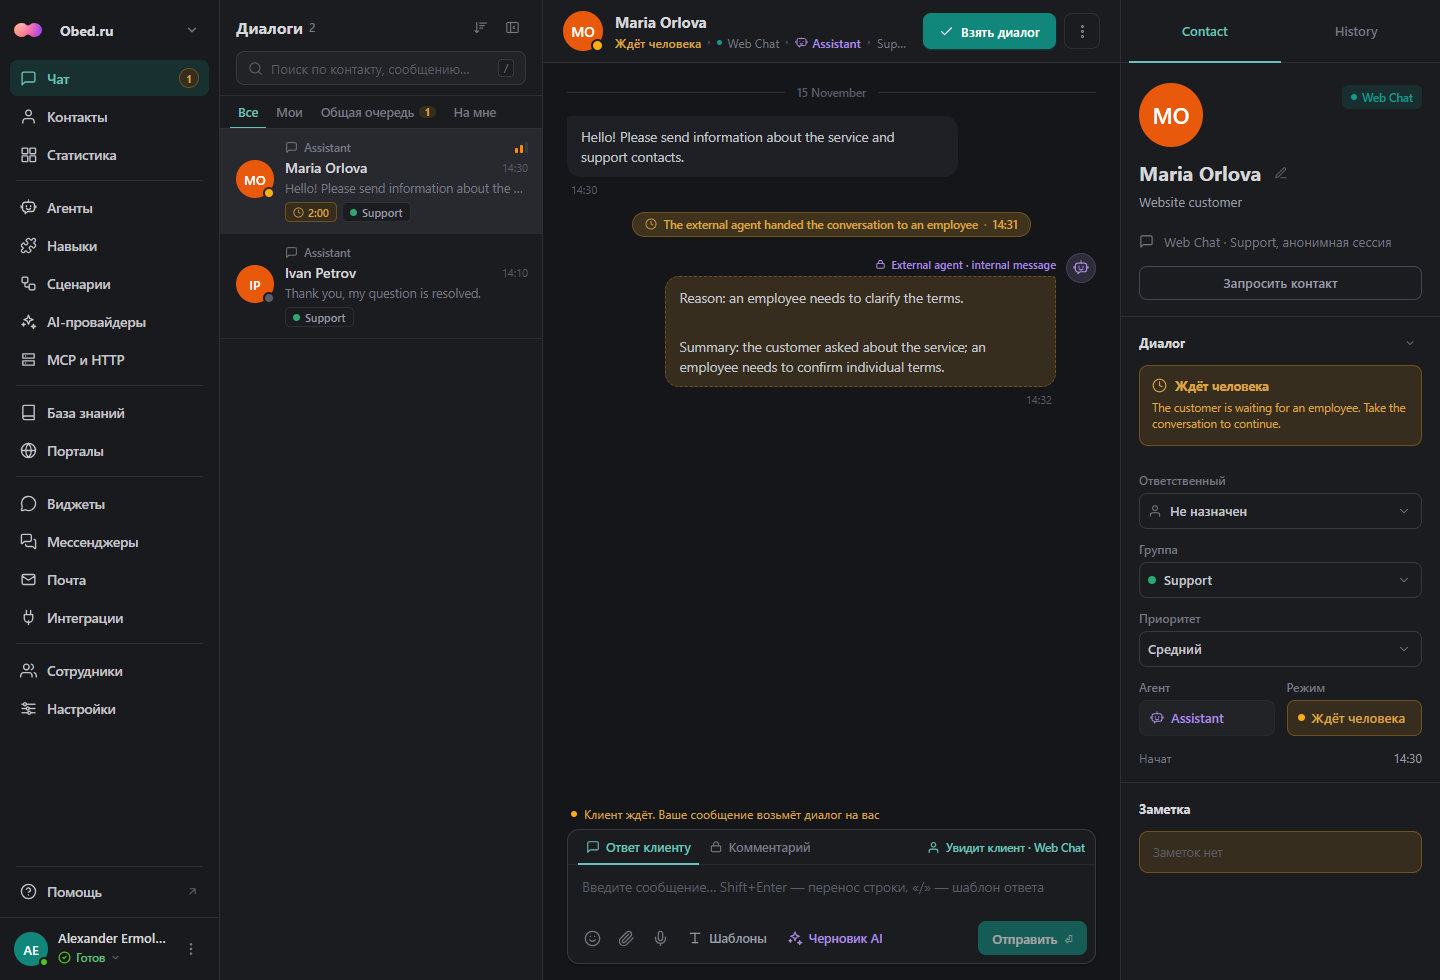 Obed.ru
Чат
1
Контакты
Статистика
Агенты
Навыки
Сценарии
AI-провайдеры
MCP и HTTP
База знаний
Порталы
Виджеты
Мессенджеры
Почта
Интеграции
Сотрудники
Настройки
Помощь
AE
Alexander Ermol...
Готов
Диалоги 2
Поиск по контакту, сообщению... /
Все Мои Общая очередь 1 На мне
Assistant
MO
Maria Orlova 14:30
Hello! Please send information about the ...
2:00 Support
Assistant
IP
Ivan Petrov 14:10
Thank you, my question is resolved.
Support
MO
Maria Orlova
Ждёт человека · Web Chat · Assistant · Sup...
Взять диалог
15 November
Hello! Please send information about the service and
support contacts.
14:30
The external agent handed the conversation to an employee · 14:31
External agent · internal message
Reason: an employee needs to clarify the terms.
Summary: the customer asked about the service; an
employee needs to confirm individual terms.
14:32
Клиент ждёт. Ваше сообщение возьмёт диалог на вас
Ответ клиенту Комментарий Увидит клиент · Web Chat
Введите сообщение... Shift+Enter — перенос строки, «/» — шаблон ответа
Шаблоны Черновик AI Отправить
Contact History
MO
Web Chat
Maria Orlova
Website customer
Web Chat · Support, анонимная сессия
Запросить контакт
Диалог
Ждёт человека
The customer is waiting for an employee. Take the
conversation to continue.
Ответственный
Не назначен
Группа
Support
Приоритет
Средний
Агент Режим
Assistant Ждёт человека
Начат 14:30
Заметка
Заметок нет